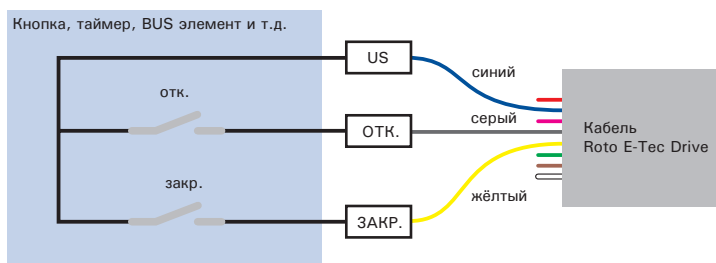 Кнопка, таймер, BUS элемент и т.д.
US
синий
отк.
ОТК.
серый
Кабель
Roto E-Tec Drive
закр.
ЗАКР.
жёлтый